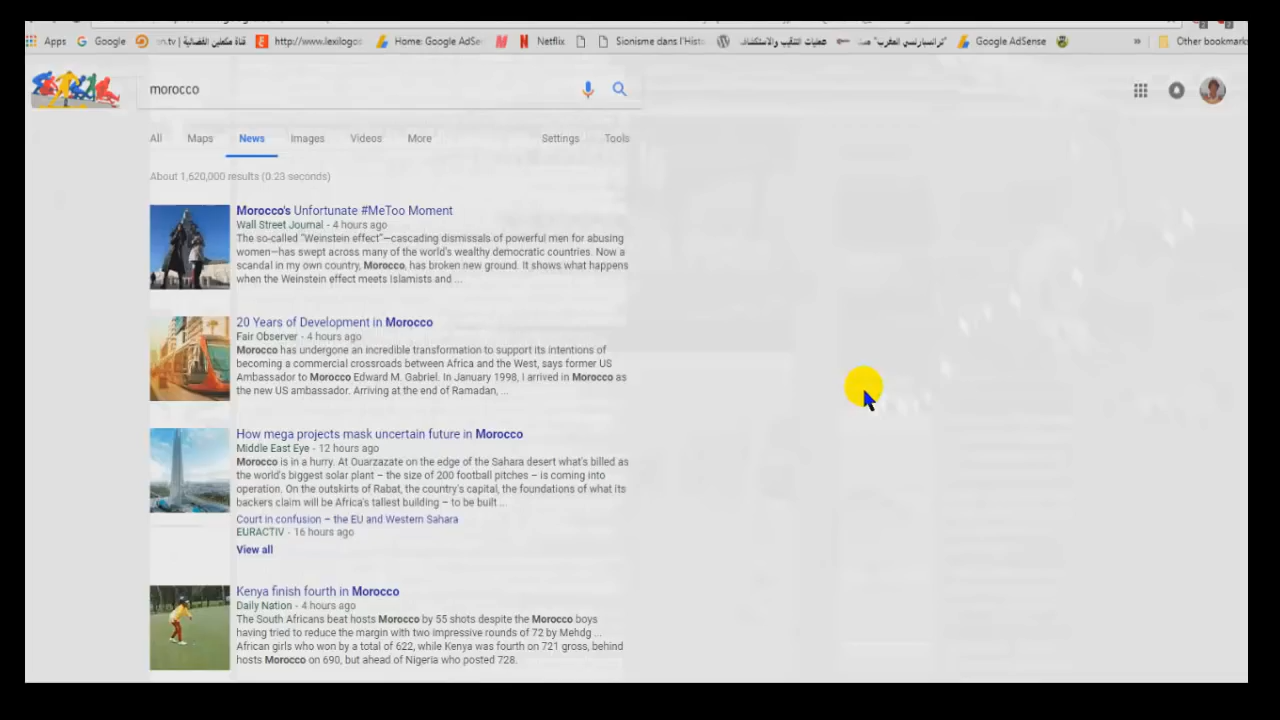 Apps Google قناة مكملين الفضائية | tv http://www.lexilogos Home: Google AdSe Netflix Sionisme dans l'Hist عمليات التنقيب والاستكشاف "ترانسبارنسي المغرب" Google AdSense » Other bookmark
morocco
All Maps News Images Videos More Settings Tools
About 1,620,000 results (0.23 seconds)
Morocco's Unfortunate #MeToo Moment
Wall Street Journal - 4 hours ago
The so-called "Weinstein effect"—cascading dismissals of powerful men for abusing
women—has swept across many of the world's wealthy democratic countries. Now a
scandal in my own country, Morocco, has broken new ground. It shows what happens
when the Weinstein effect meets Islamists and ...
20 Years of Development in Morocco
Fair Observer - 4 hours ago
Morocco has undergone an incredible transformation to support its intentions of
becoming a commercial crossroads between Africa and the West, says former US
Ambassador to Morocco Edward M. Gabriel. In January 1998, I arrived in Morocco as
the new US ambassador. Arriving at the end of Ramadan, ...
How mega projects mask uncertain future in Morocco
Middle East Eye - 12 hours ago
Morocco is in a hurry. At Ouarzazate on the edge of the Sahara desert what's billed as
the world's biggest solar plant – the size of 200 football pitches – is coming into
operation. On the outskirts of Rabat, the country's capital, the foundations of what its
backers claim will be Africa's tallest building – to be built ...
Court in confusion – the EU and Western Sahara
EURACTIV - 16 hours ago
View all
Kenya finish fourth in Morocco
Daily Nation - 4 hours ago
The South Africans beat hosts Morocco by 55 shots despite the Morocco boys
having tried to reduce the margin with two impressive rounds of 72 by Mehdg ...
African girls who won by a total of 622, while Kenya was fourth on 721 gross, behind
hosts Morocco on 690, but ahead of Nigeria who posted 728.